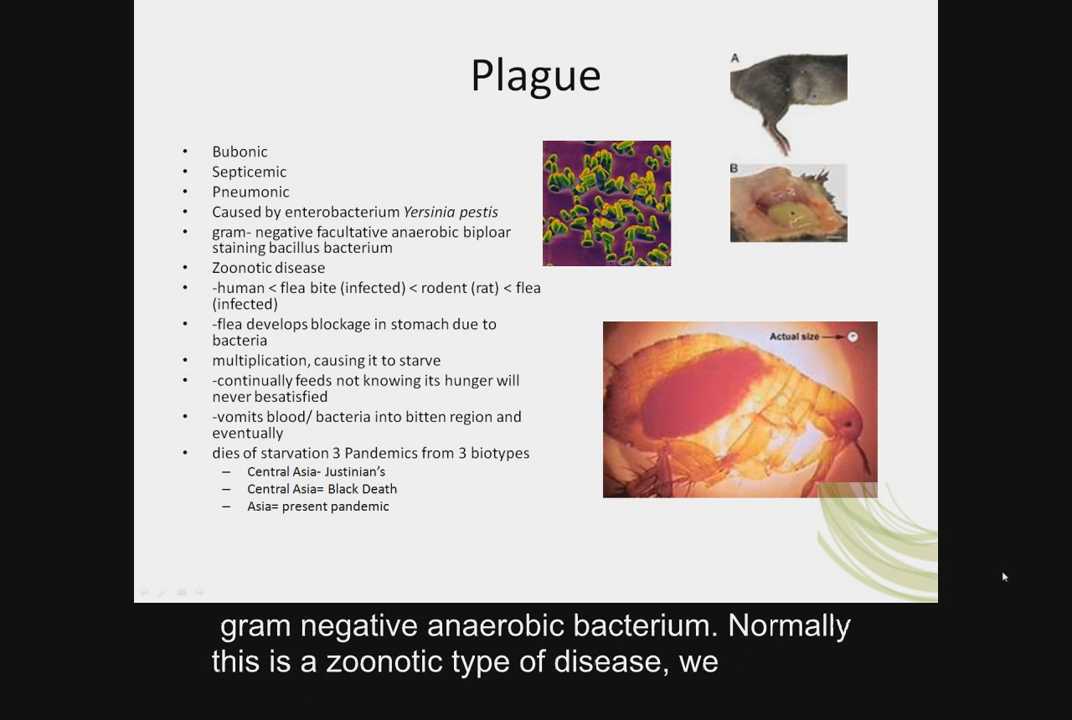 Plague
A
B
Bubonic
Septicemic
Pneumonic
Caused by enterobacterium Yersinia pestis
gram- negative facultative anaerobic biploar
staining bacillus bacterium
Zoonotic disease
-human < flea bite (infected) < rodent (rat) < flea
(infected)
-flea develops blockage in stomach due to
bacteria
multiplication, causing it to starve
-continually feeds not knowing its hunger will
never besatisfied
-vomits blood/ bacteria into bitten region and
eventually
dies of starvation 3 Pandemics from 3 biotypes
– Central Asia- Justinian's
– Central Asia= Black Death
– Asia= present pandemic
Actual size
gram negative anaerobic bacterium. Normally
this is a zoonotic type of disease, we